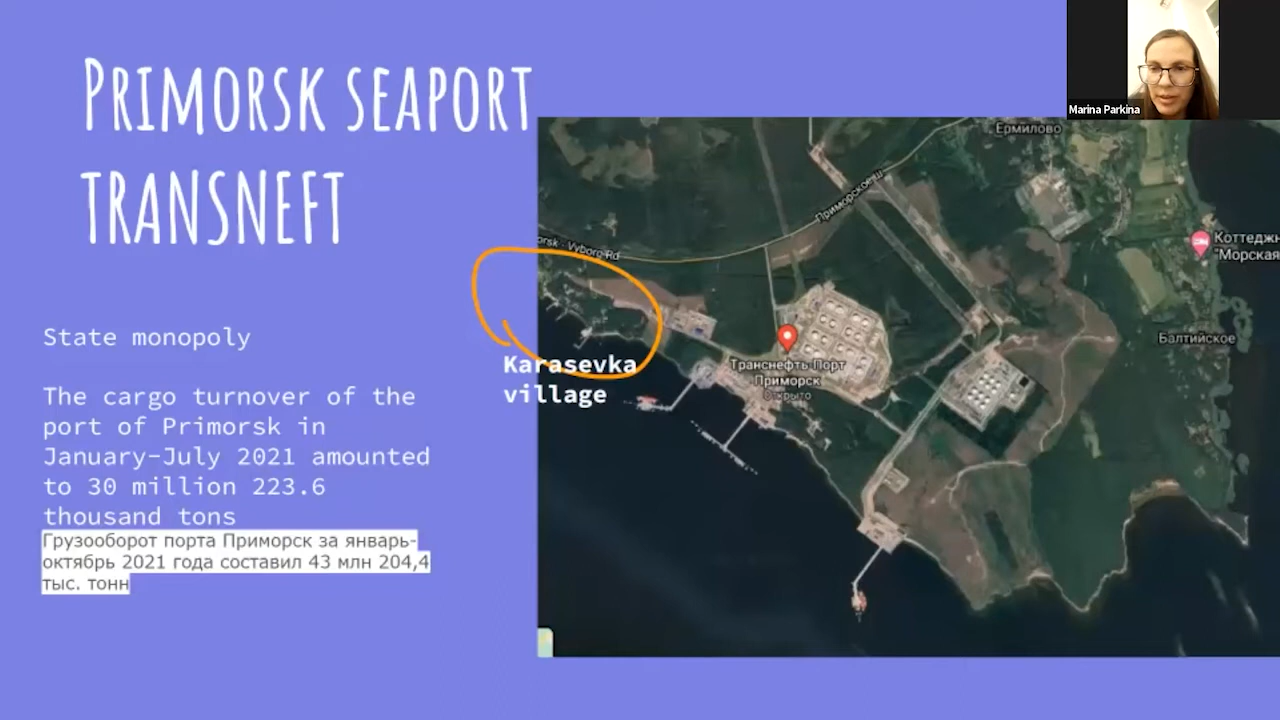 PRIMORSK SEAPORT
TRANSNEFT
Marina Parkina
State monopoly
The cargo turnover of the
port of Primorsk in
January-July 2021 amounted
to 30 million 223.6
thousand tons
Грузооборот порта Приморск за январь-
октябрь 2021 года составил 43 млн 204,4
тыс. тонн
Ермилово
Приморское ш
orsk - Vyborg Rd
Коттеджн
"Морская
Балтийское
Karasevka
village
Транснефть Порт
Приморск
Открыто